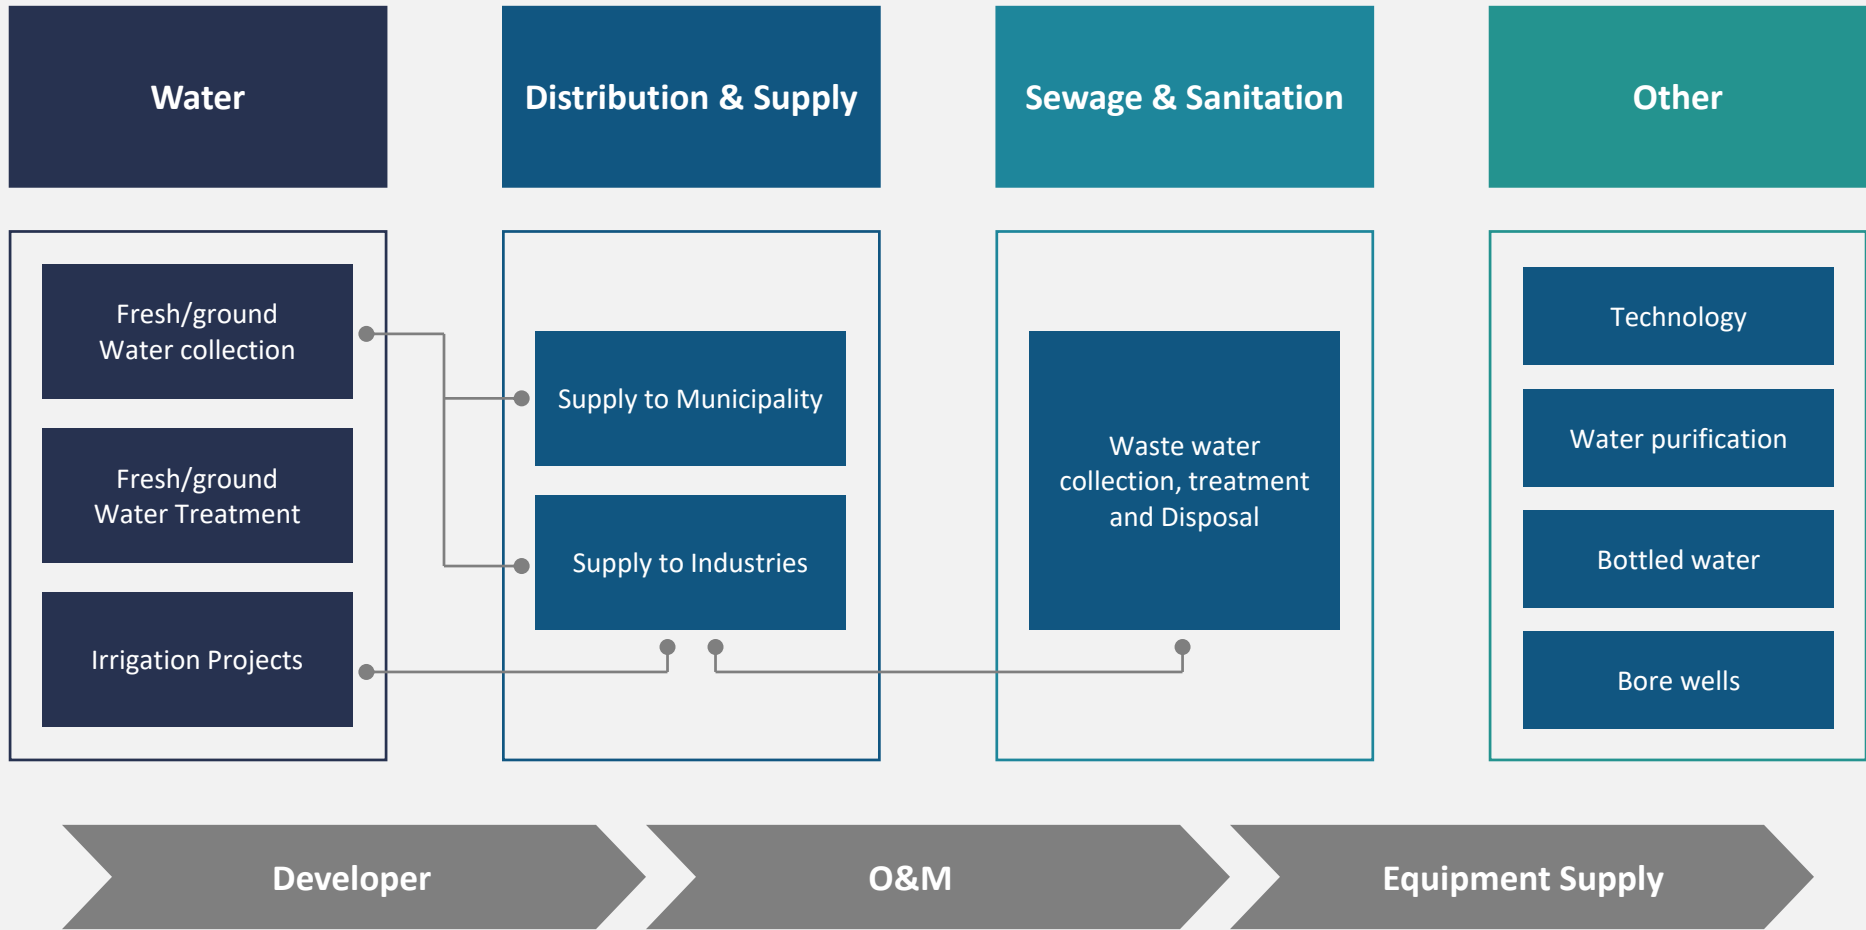 Water
Distribution & Supply
Sewage & Sanitation
Other
Fresh/ground
Water collection
Fresh/ground
Water Treatment
Irrigation Projects
Supply to Municipality
Supply to Industries
Waste water
collection, treatment
and Disposal
Technology
Water purification
Bottled water
Bore wells
Developer
O&M
Equipment Supply